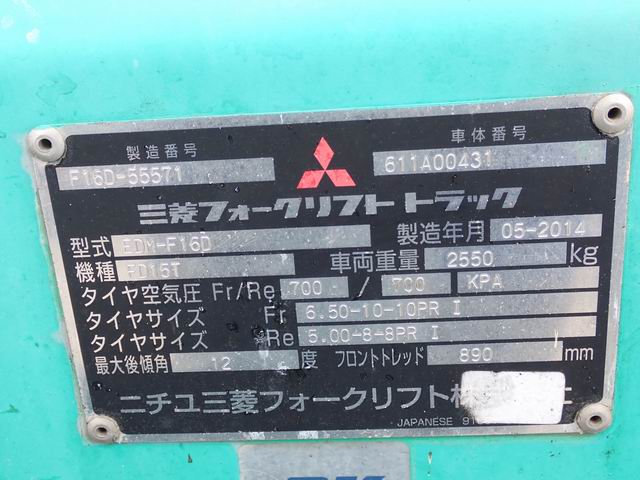 製造番号 車体番号
F16D-55571 611A00431
三菱フォークリフト トラック
型式 EDM-F16D 製造年月 05-2014
機種 FD15T 車両重量 2550 kg
タイヤ空気圧 Fr/Re 700 / 700 KPA
タイヤサイズ Fr 6.50-10-10PR I
タイヤサイズ Re 5.00-8-8PR I
最大後傾角 12 度 フロントトレッド 890 mm
ニチユ三菱フォークリフト
JAPANESE